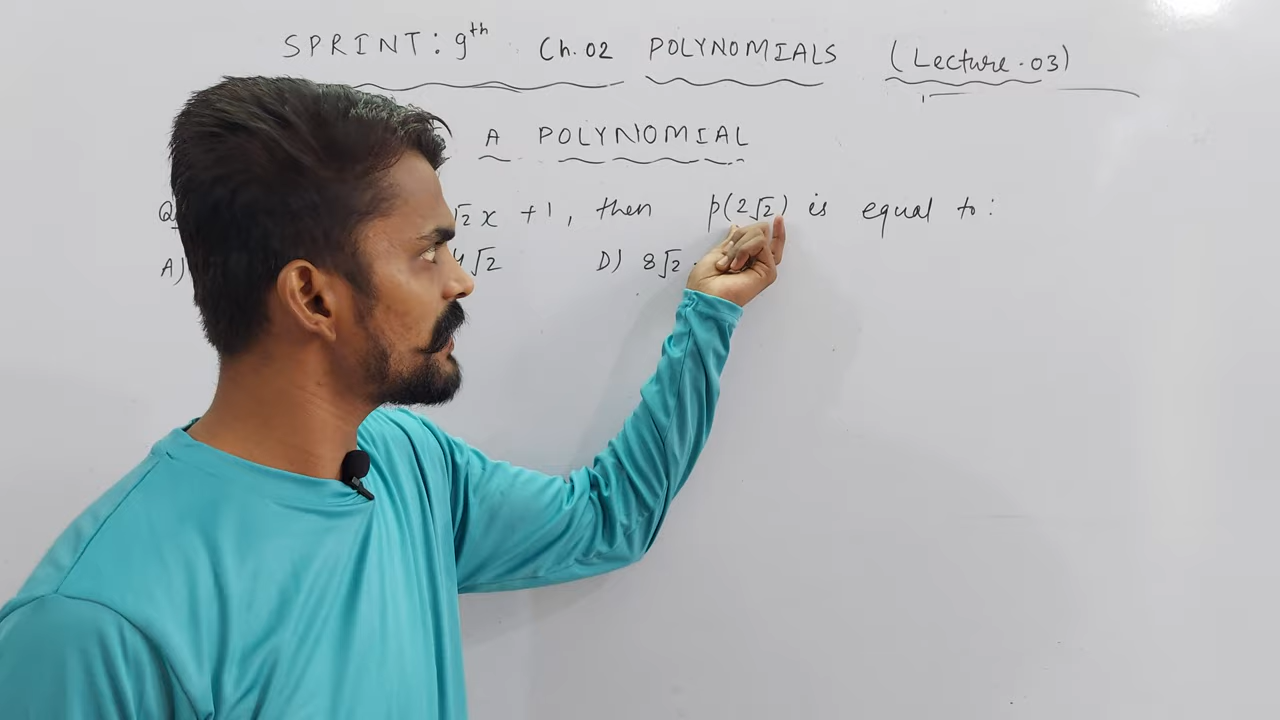 SPRINT: 9th Ch. 02 POLYNOMIALS (Lecture. 03)
A POLYNOMIAL
√2 x + 1, then p(2√2) is equal to:
A) 4√2 D) 8√2